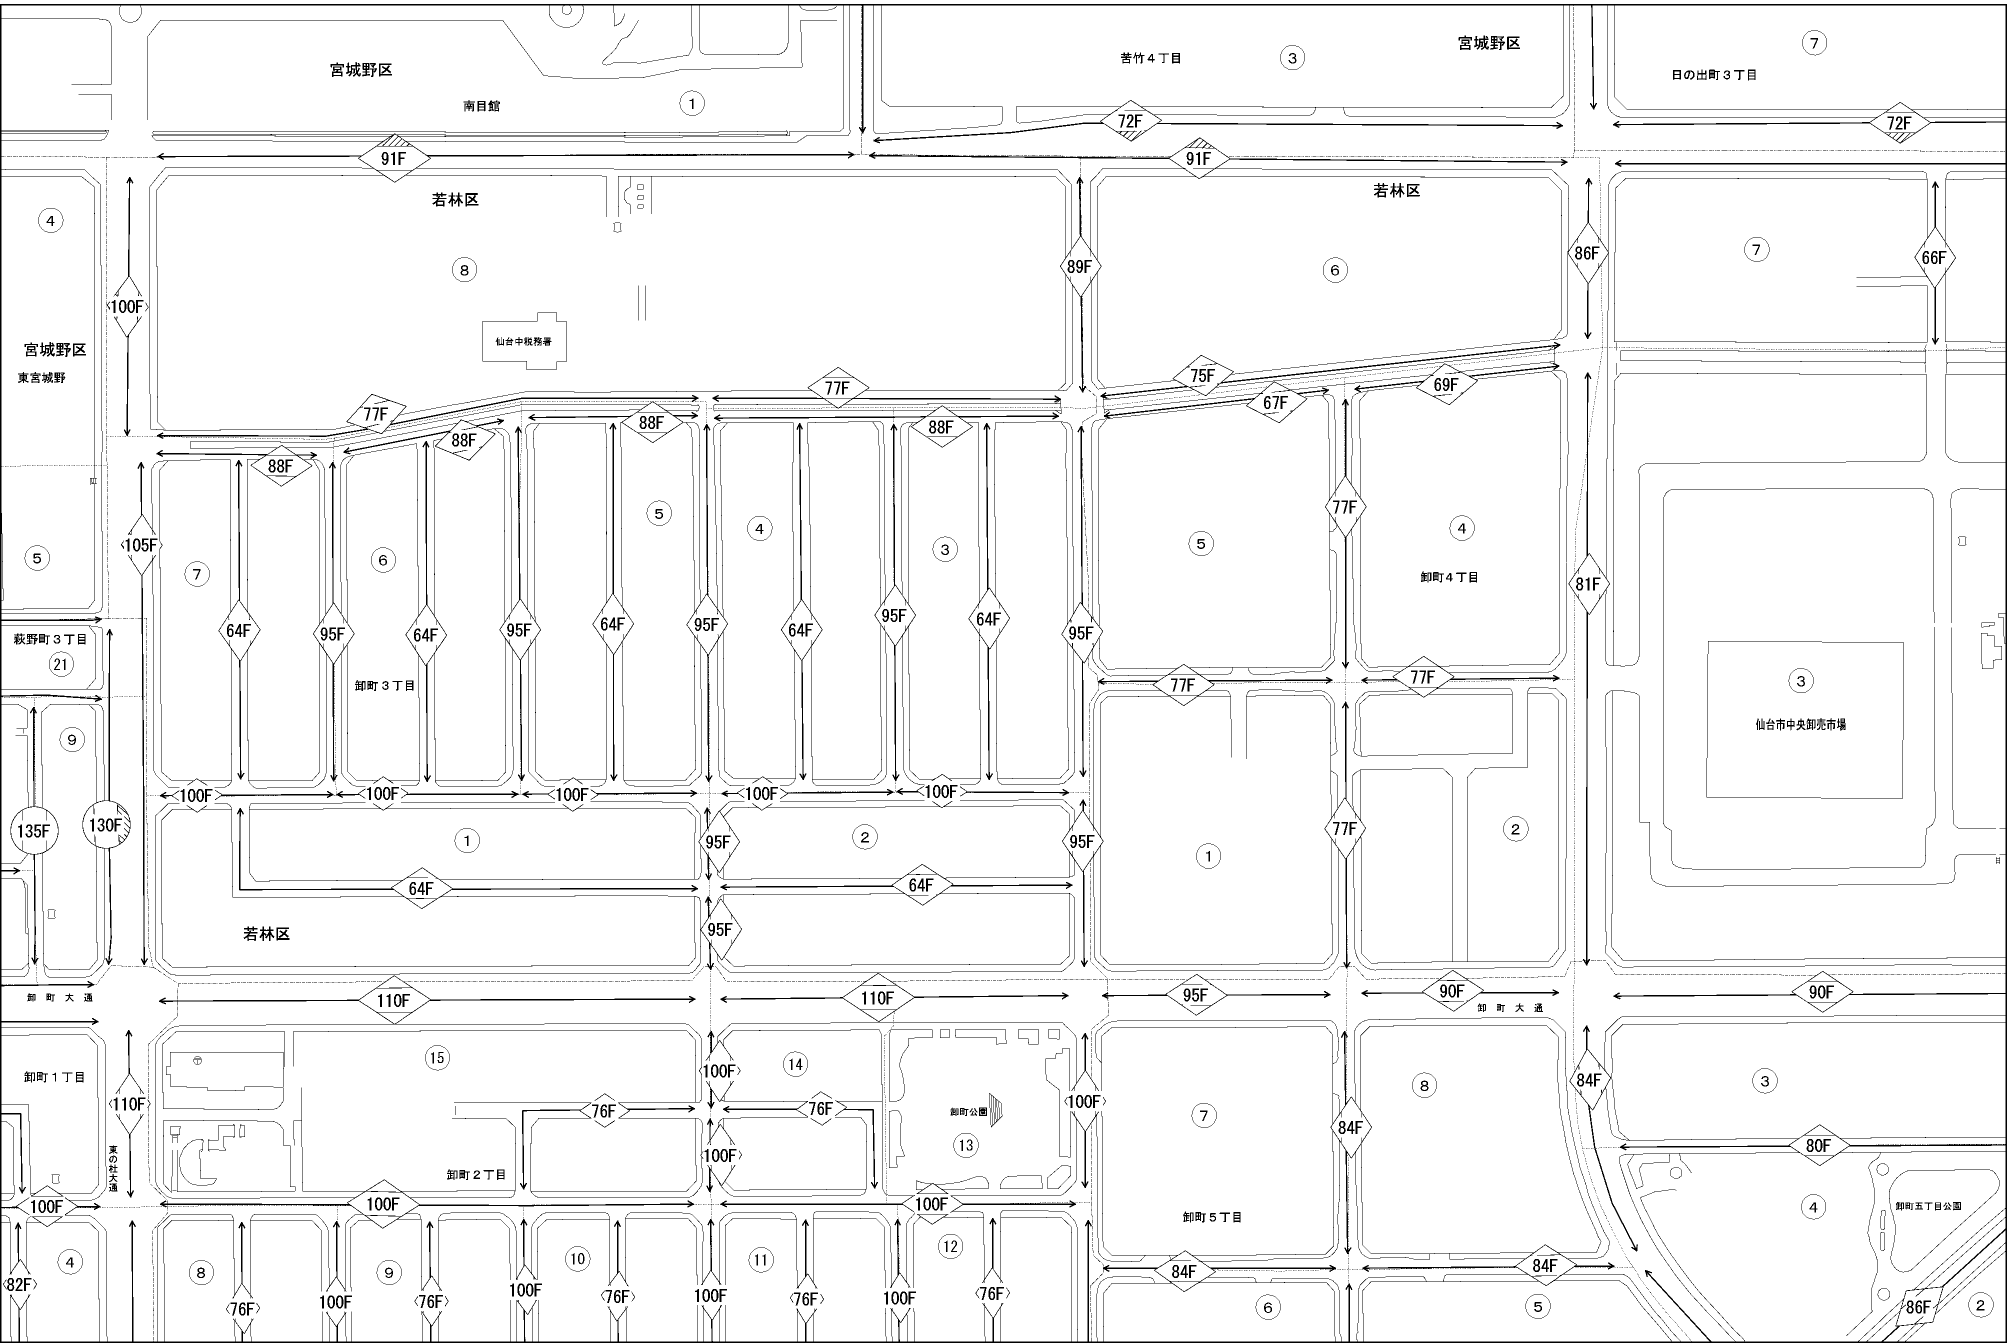 宮城野区
南目館
1
苦竹4丁目
3
宮城野区
7
日の出町3丁目
72F
72F
91F
91F
4
若林区
若林区
8
89F
6
86F
7
66F
100F
仙台中税務署
宮城野区
東宮城野
77F
77F
75F
67F
69F
88F
88F
88F
88F
5
105F
7
6
5
4
3
5
77F
4
卸町4丁目
81F
萩野町3丁目
21
64F
95F
64F
95F
64F
95F
64F
95F
64F
95F
卸町3丁目
77F
77F
3
仙台市中央卸売市場
9
100F
100F
100F
100F
100F
135F
130F
1
95F
2
95F
1
77F
2
64F
64F
若林区
95F
卸町大通
110F
110F
95F
90F
卸町大通
90F
卸町1丁目
110F
東の杜大通
15
100F
14
76F
76F
100F
卸町公園
13
100F
卸町2丁目
7
84F
8
84F
3
80F
卸町5丁目
4
卸町五丁目公園
100F
100F
100F
82F
4
8
76F
100F
9
76F
100F
10
76F
100F
11
76F
100F
12
76F
84F
84F
6
5
86F
2